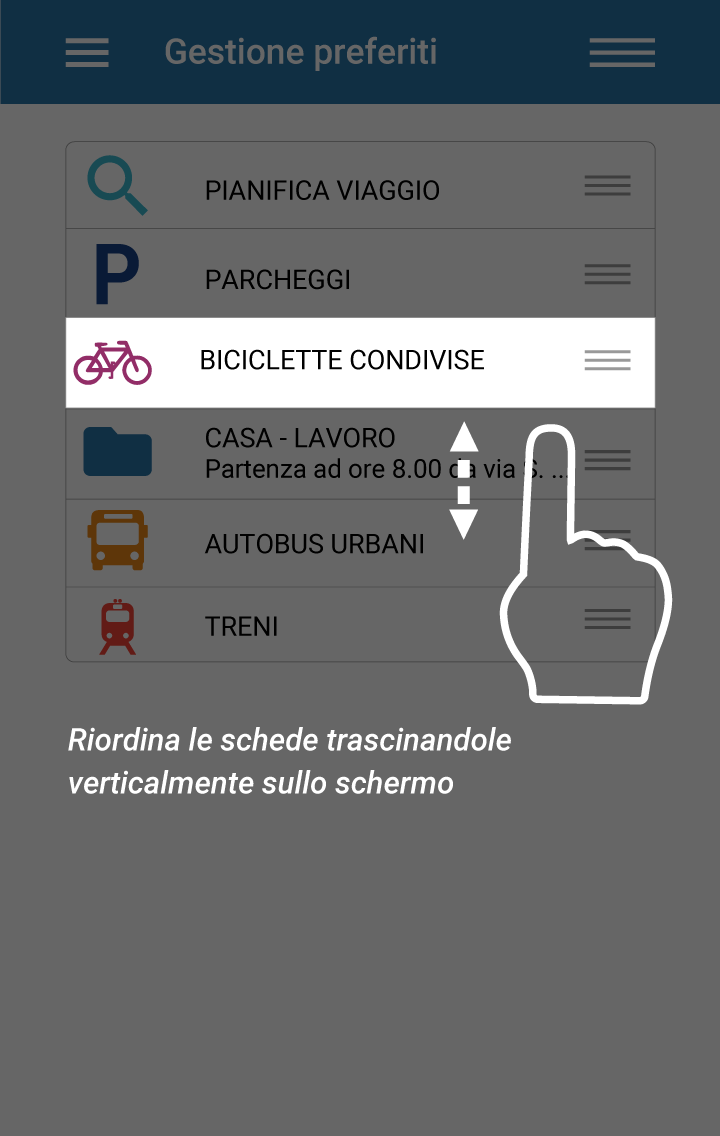 Gestione preferiti
PIANIFICA VIAGGIO
P
PARCHEGGI
BICICLETTE CONDIVISE
CASA - LAVORO
Partenza ad ore 8.00 da via S. ...
AUTOBUS URBANI
TRENI
Riordina le schede trascinandole
verticalmente sullo schermo